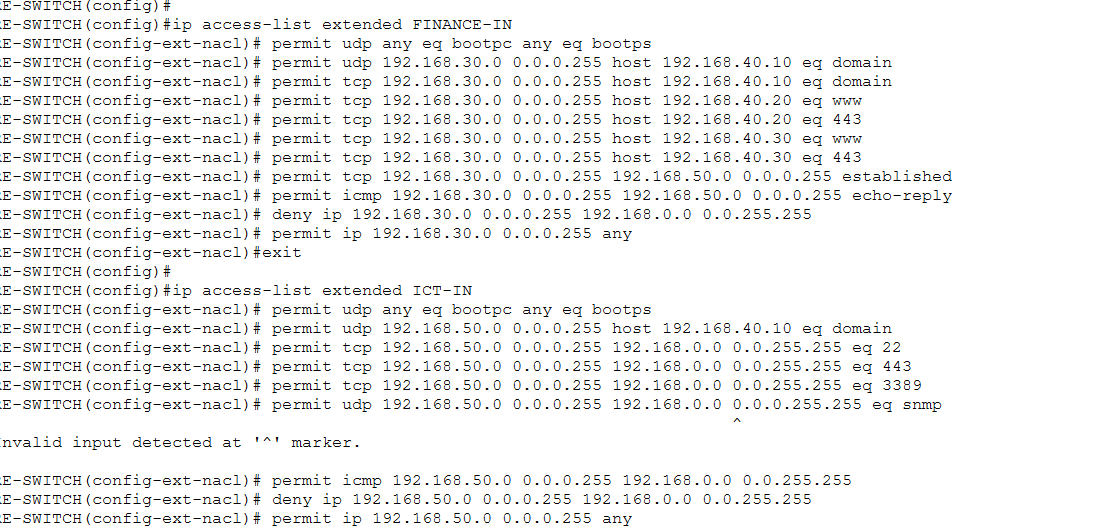 E-SWITCH(config)#
E-SWITCH(config)#ip access-list extended FINANCE-IN
E-SWITCH(config-ext-nacl)# permit udp any eq bootpc any eq bootps
E-SWITCH(config-ext-nacl)# permit udp 192.168.30.0 0.0.0.255 host 192.168.40.10 eq domain
E-SWITCH(config-ext-nacl)# permit tcp 192.168.30.0 0.0.0.255 host 192.168.40.10 eq domain
E-SWITCH(config-ext-nacl)# permit tcp 192.168.30.0 0.0.0.255 host 192.168.40.20 eq www
E-SWITCH(config-ext-nacl)# permit tcp 192.168.30.0 0.0.0.255 host 192.168.40.20 eq 443
E-SWITCH(config-ext-nacl)# permit tcp 192.168.30.0 0.0.0.255 host 192.168.40.30 eq www
E-SWITCH(config-ext-nacl)# permit tcp 192.168.30.0 0.0.0.255 host 192.168.40.30 eq 443
E-SWITCH(config-ext-nacl)# permit tcp 192.168.30.0 0.0.0.255 192.168.50.0 0.0.0.255 established
E-SWITCH(config-ext-nacl)# permit icmp 192.168.30.0 0.0.0.255 192.168.50.0 0.0.0.255 echo-reply
E-SWITCH(config-ext-nacl)# deny ip 192.168.30.0 0.0.0.255 192.168.0.0 0.0.255.255
E-SWITCH(config-ext-nacl)# permit ip 192.168.30.0 0.0.0.255 any
E-SWITCH(config-ext-nacl)#exit
E-SWITCH(config)#
E-SWITCH(config)#ip access-list extended ICT-IN
E-SWITCH(config-ext-nacl)# permit udp any eq bootpc any eq bootps
E-SWITCH(config-ext-nacl)# permit udp 192.168.50.0 0.0.0.255 host 192.168.40.10 eq domain
E-SWITCH(config-ext-nacl)# permit tcp 192.168.50.0 0.0.0.255 192.168.0.0 0.0.255.255 eq 22
E-SWITCH(config-ext-nacl)# permit tcp 192.168.50.0 0.0.0.255 192.168.0.0 0.0.255.255 eq 443
E-SWITCH(config-ext-nacl)# permit tcp 192.168.50.0 0.0.0.255 192.168.0.0 0.0.255.255 eq 3389
E-SWITCH(config-ext-nacl)# permit udp 192.168.50.0 0.0.0.255 192.168.0.0 0.0.0.255.255 eq snmp
^
nvalid input detected at '^' marker.
E-SWITCH(config-ext-nacl)# permit icmp 192.168.50.0 0.0.0.255 192.168.0.0 0.0.255.255
E-SWITCH(config-ext-nacl)# deny ip 192.168.50.0 0.0.0.255 192.168.0.0 0.0.255.255
E-SWITCH(config-ext-nacl)# permit ip 192.168.50.0 0.0.0.255 any